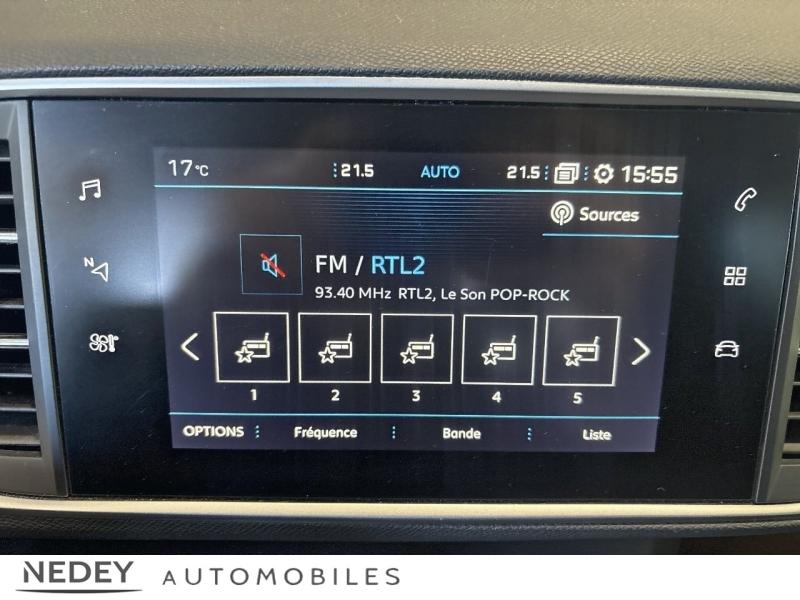 17°C 21.5 AUTO 21.5 15:55
Sources
FM / RTL2
93.40 MHz RTL2, Le Son POP-ROCK
N
1 2 3 4 5
OPTIONS Fréquence Bande Liste
NEDEY AUTOMOBILES